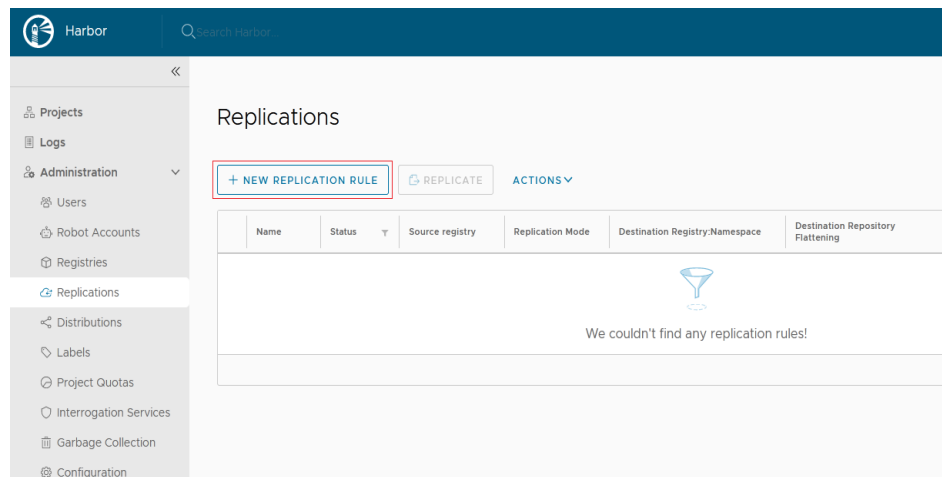 Harbor
Search Harbor...
Projects
Logs
Administration
Users
Robot Accounts
Registries
Replications
Distributions
Labels
Project Quotas
Interrogation Services
Garbage Collection
Configuration
Replications
+ NEW REPLICATION RULE
REPLICATE
ACTIONS
Name
Status
Source registry
Replication Mode
Destination Registry:Namespace
Destination Repository
Flattening
We couldn't find any replication rules!